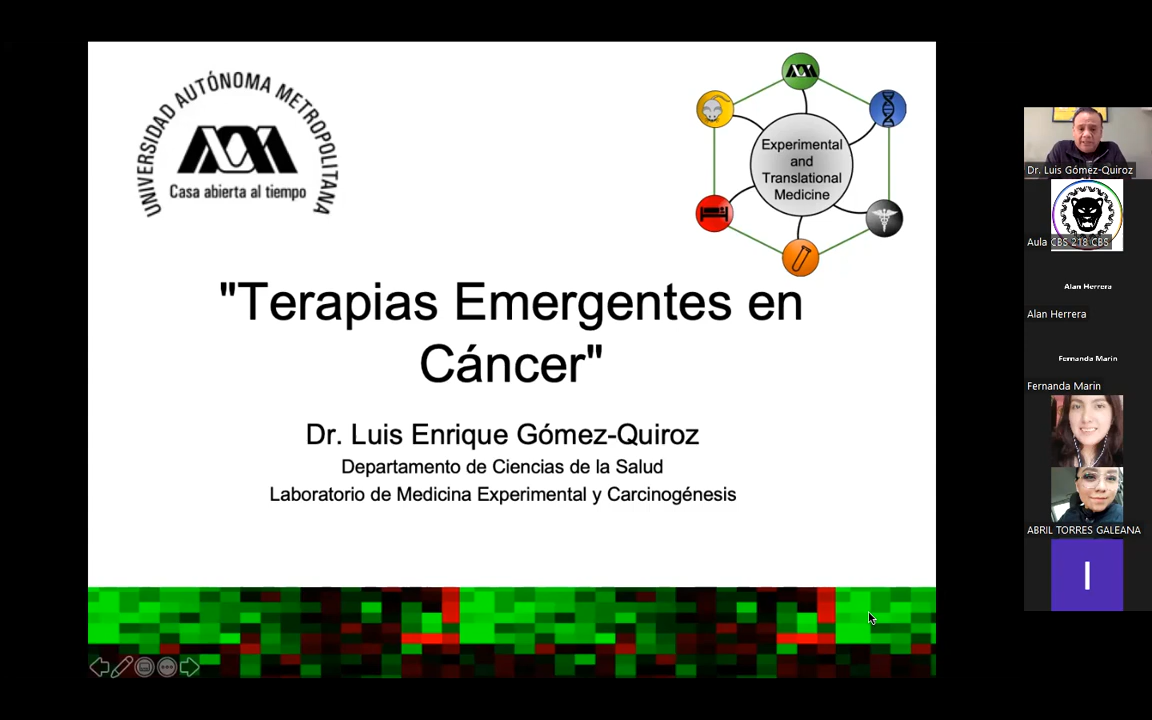 UNIVERSIDAD AUTÓNOMA METROPOLITANA
Casa abierta al tiempo
Experimental
and
Translational
Medicine
"Terapias Emergentes en
Cáncer"
Dr. Luis Enrique Gómez-Quiroz
Departamento de Ciencias de la Salud
Laboratorio de Medicina Experimental y Carcinogénesis
Dr. Luis Gómez-Quiroz
Aula CBS 218 CBS
Alan Herrera
Alan Herrera
Fernanda Marin
Fernanda Marin
ABRIL TORRES GALEANA
I